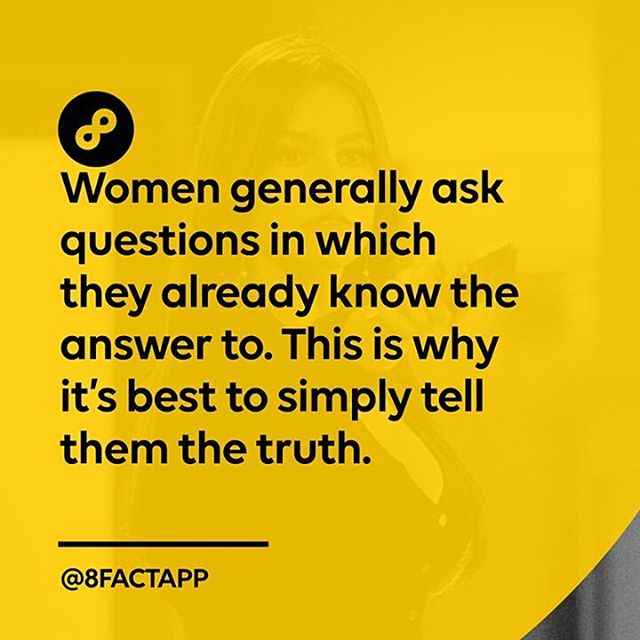 Women generally ask
questions in which
they already know the
answer to. This is why
it's best to simply tell
them the truth.
@8FACTAPP